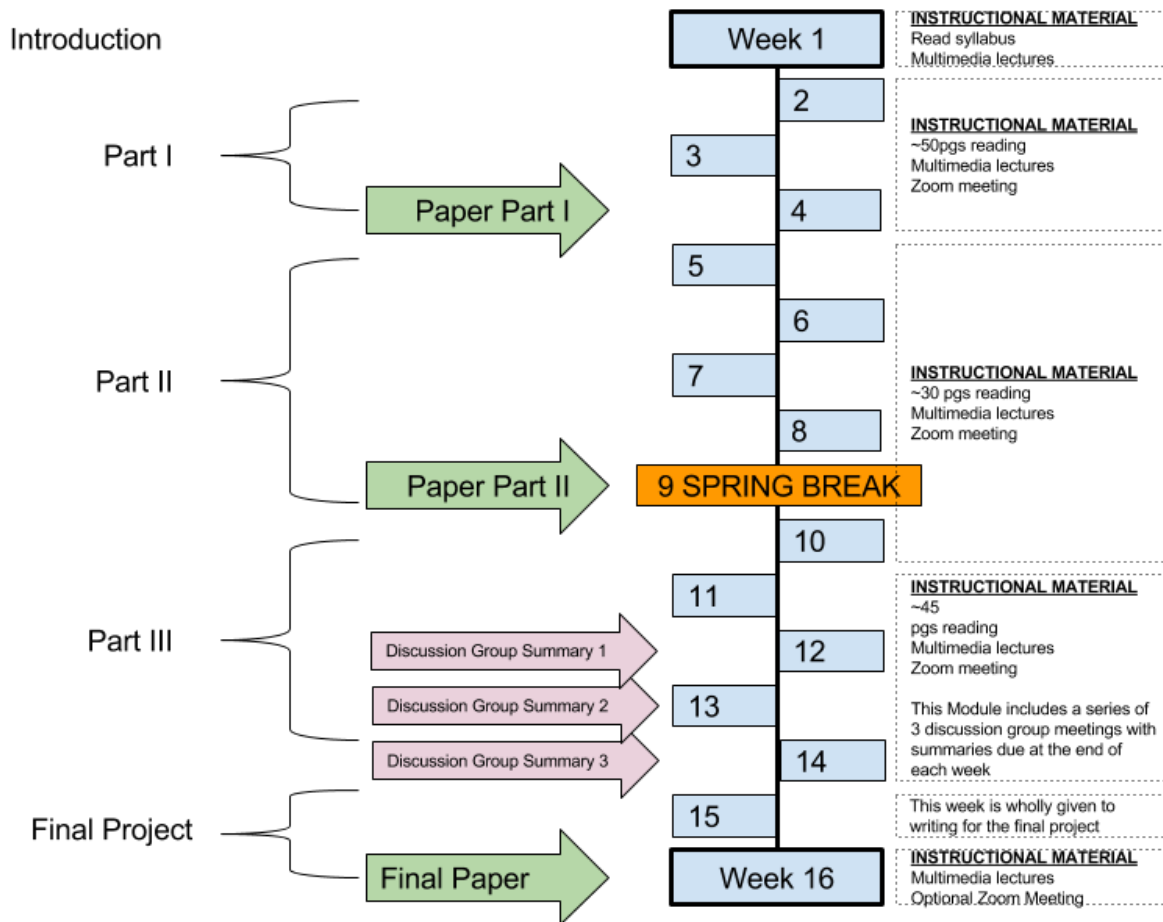 Introduction
Week 1
INSTRUCTIONAL MATERIAL
Read syllabus
Multimedia lectures
2
Part I
3
INSTRUCTIONAL MATERIAL
~50pgs reading
Multimedia lectures
Zoom meeting
Paper Part I
4
5
6
Part II
7
INSTRUCTIONAL MATERIAL
~30 pgs reading
Multimedia lectures
Zoom meeting
8
Paper Part II
9 SPRING BREAK
10
11
INSTRUCTIONAL MATERIAL
~45
pgs reading
Multimedia lectures
Zoom meeting
Part III
Discussion Group Summary 1
12
Discussion Group Summary 2
13
This Module includes a series of
3 discussion group meetings with
summaries due at the end of
each week
Discussion Group Summary 3
14
Final Project
15
This week is wholly given to
writing for the final project
Final Paper
Week 16
INSTRUCTIONAL MATERIAL
Multimedia lectures
Optional Zoom Meeting